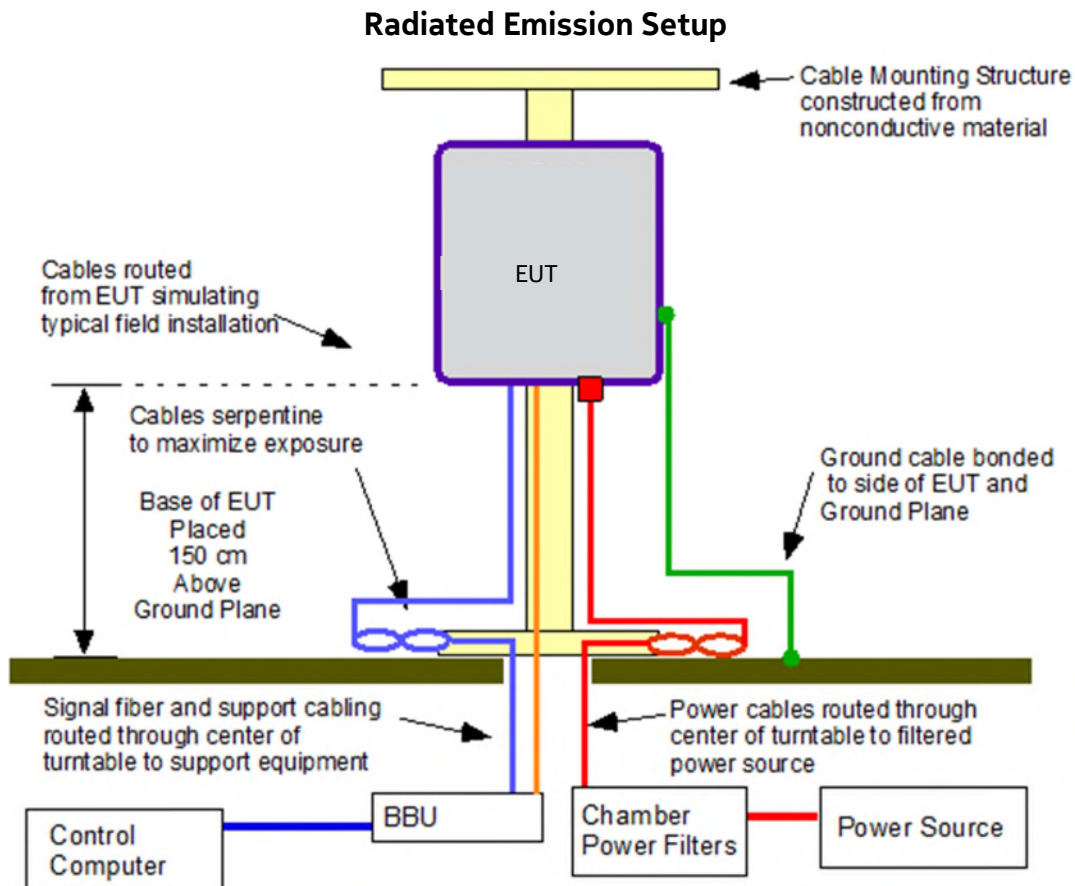 Radiated Emission Setup
Cable Mounting Structure
constructed from
nonconductive material
EUT
Cables routed
from EUT simulating
typical field installation
Cables serpentine
to maximize exposure
Base of EUT
Placed
150 cm
Above
Ground Plane
Ground cable bonded
to side of EUT and
Ground Plane
Signal fiber and support cabling
routed through center of
turntable to support equipment
Power cables routed through
center of turntable to filtered
power source
Control
Computer
BBU
Chamber
Power Filters
Power Source